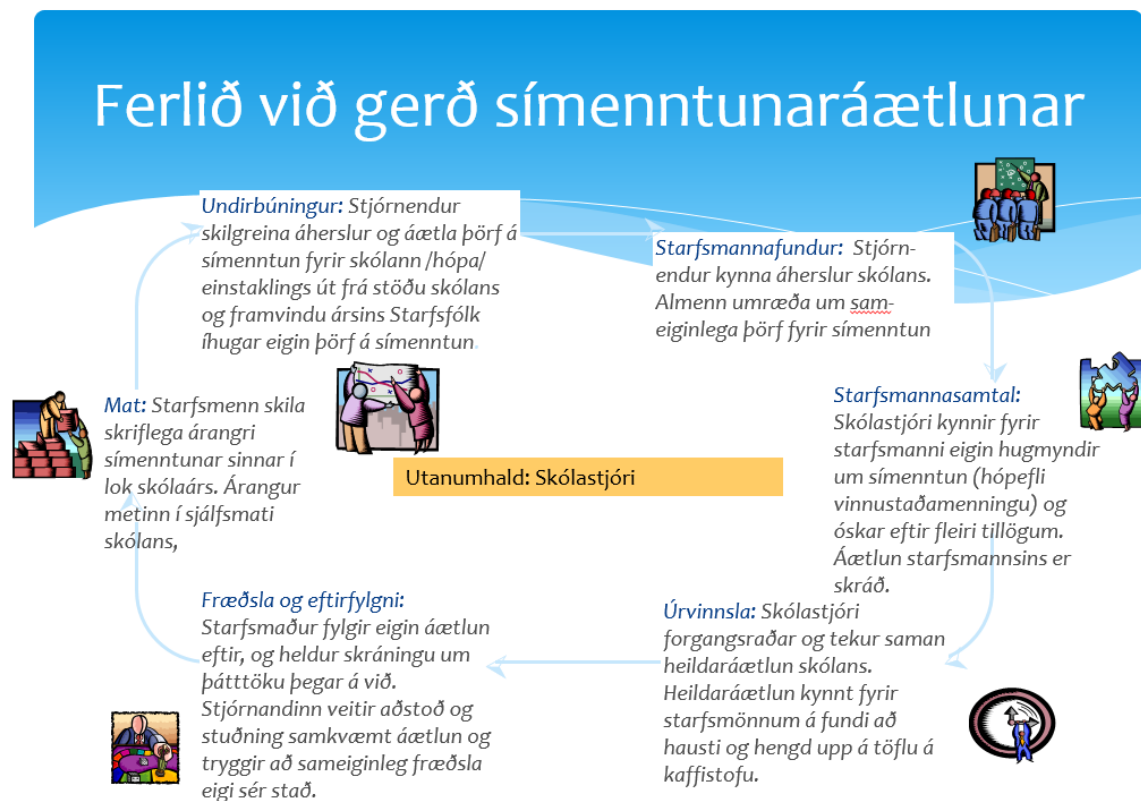 Ferlið við gerð símenntunaráætlunar
Undirbúningur: Stjórnendur
skilgreina áherslur og áætla þörf á
símenntun fyrir skólann /hópa/
einstaklings út frá stöðu skólans
og framvindu ársins Starfsfólk
íhugar eigin þörf á símenntun.
Starfsmannafundur: Stjórn-
endur kynna áherslur skólans.
Almenn umræða um sam-
eiginlega þörf fyrir símenntun
Starfsmannasamtal:
Skólastjóri kynnir fyrir
starfsmanni eigin hugmyndir
um símenntun (hópefli
vinnustaðamenningu) og
óskar eftir fleiri tillögum.
Áætlun starfsmannsins er
skráð.
Úrvinnsla: Skólastjóri
forgangsraðar og tekur saman
heildaráætlun skólans.
Heildaráætlun kynnt fyrir
starfsmönnum á fundi að
hausti og hengd upp á töflu á
kaffistofu.
Fræðsla og eftirfylgni:
Starfsmaður fylgir eigin áætlun
eftir, og heldur skráningu um
þátttöku þegar á við.
Stjórnandinn veitir aðstoð og
stuðning samkvæmt áætlun og
tryggir að sameiginleg fræðsla
eigi sér stað.
Mat: Starfsmenn skila
skriflega árangri
símenntunar sinnar í
lok skólaárs. Árangur
metinn í sjálfsmati
skólans,
Utanumhald: Skólastjóri